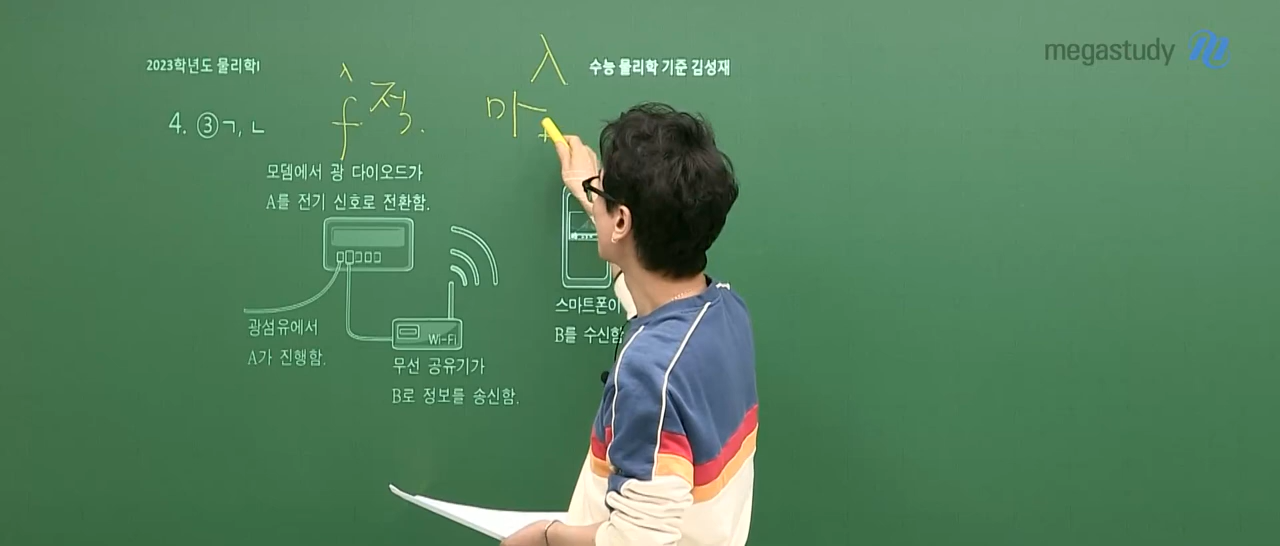 megastudy
2023학년도 물리학I
수능 물리학 기준 김성재
λ
λ
f 적.
마
4. ③ㄱ, ㄴ
모뎀에서 광 다이오드가
A를 전기 신호로 전환함.
광섬유에서
A가 진행함.
Wi-Fi
무선 공유기가
B로 정보를 송신함.
스마트폰이
B를 수신함